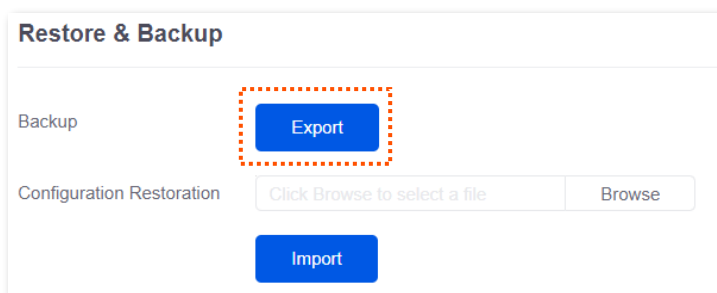 Restore & Backup
Backup
Export
Configuration Restoration
Click Browse to select a file
Browse
Import